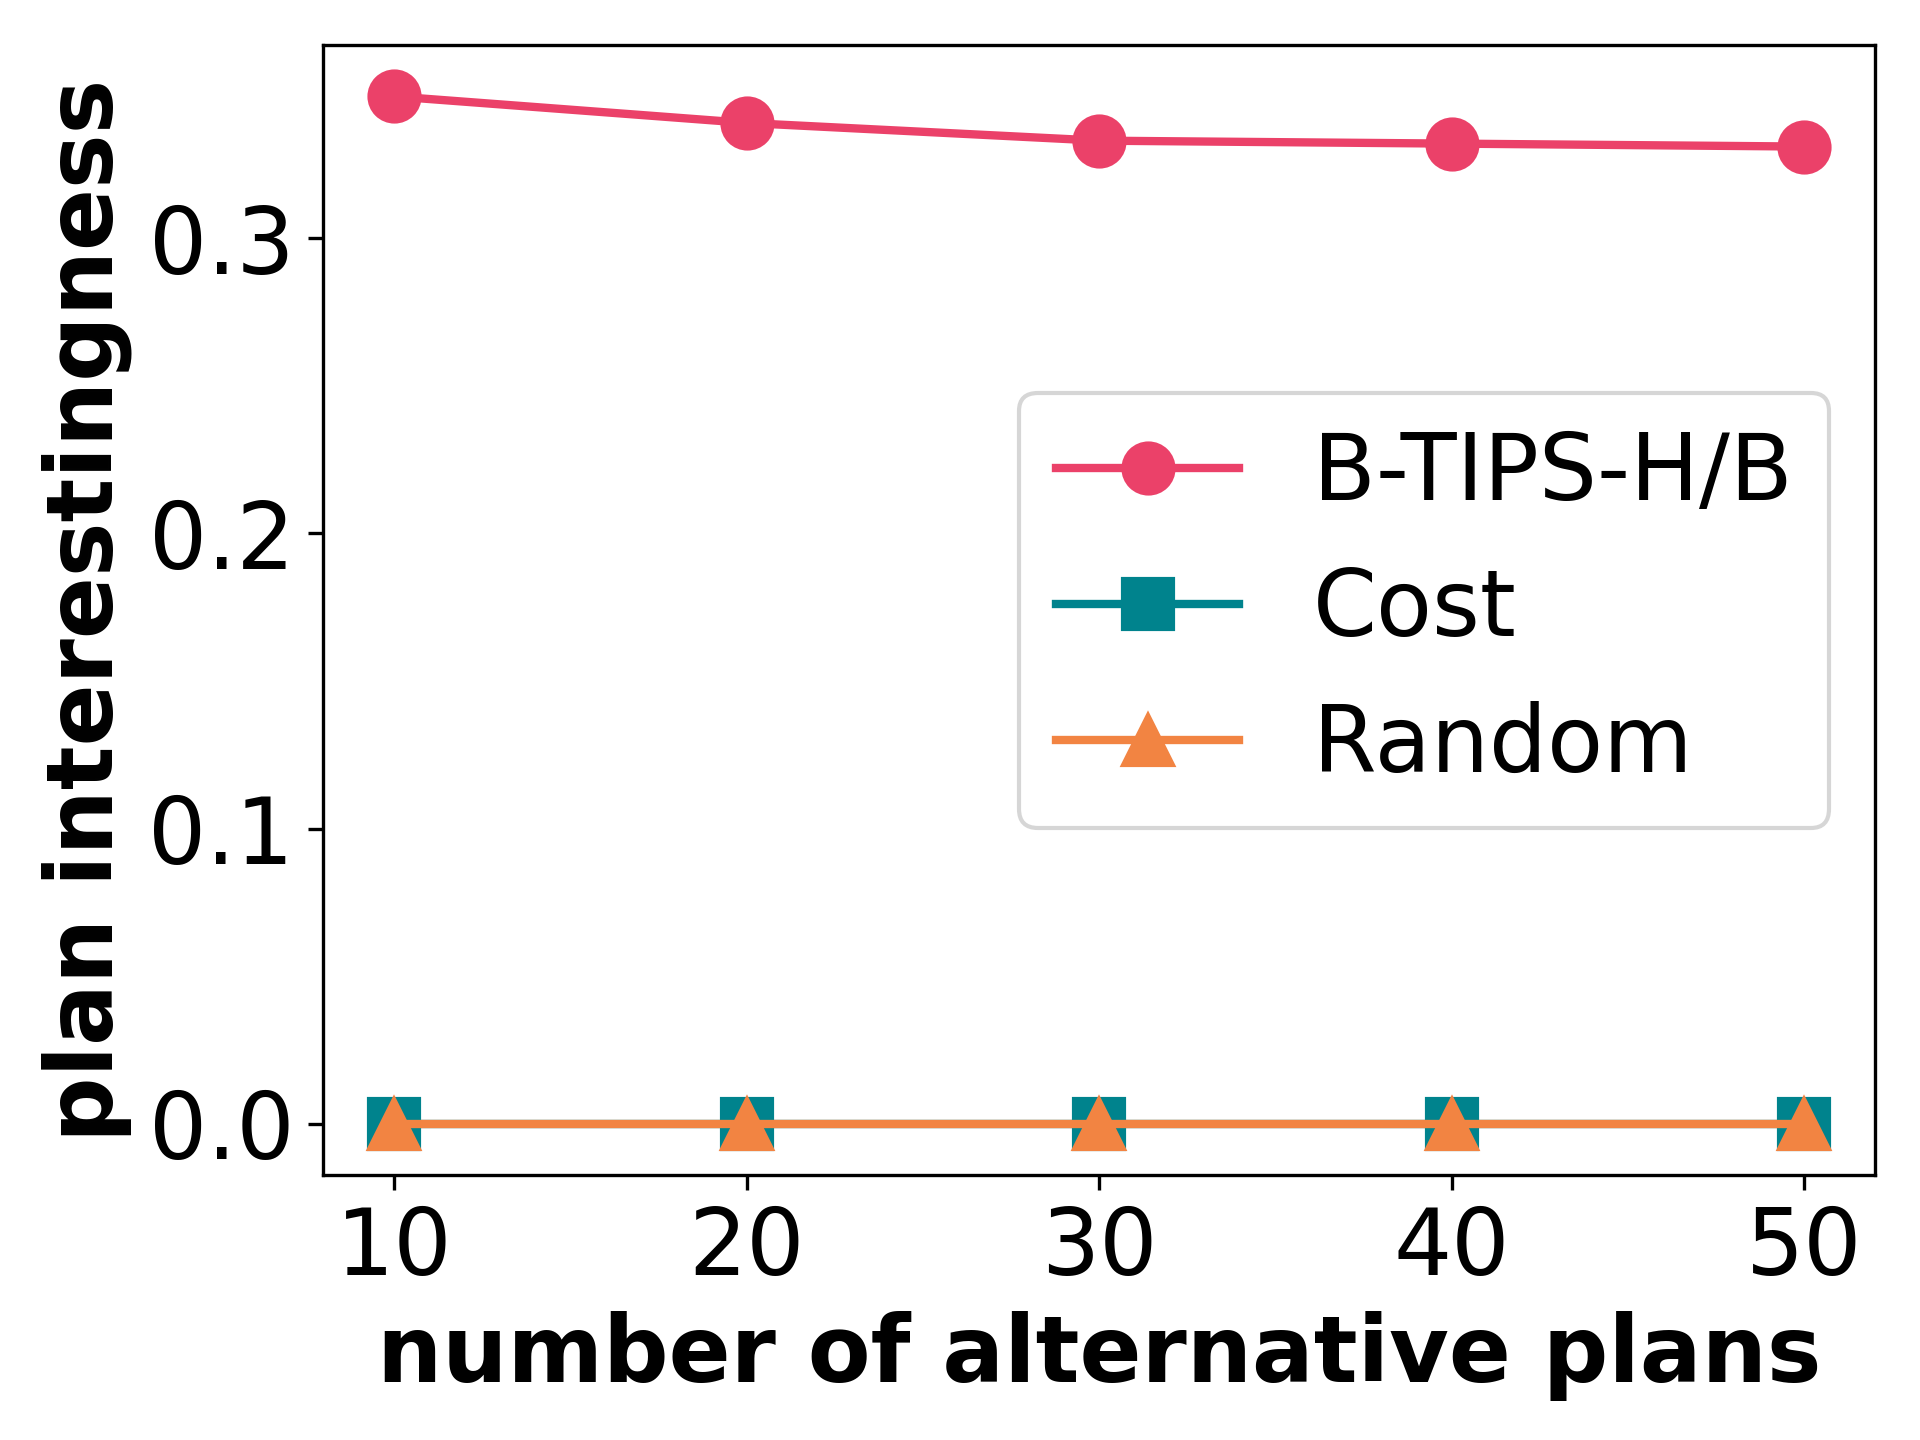 plan interestingness
0.3
0.2
0.1
0.0
B-TIPS-H/B
Cost
Random
10 20 30 40 50
number of alternative plans